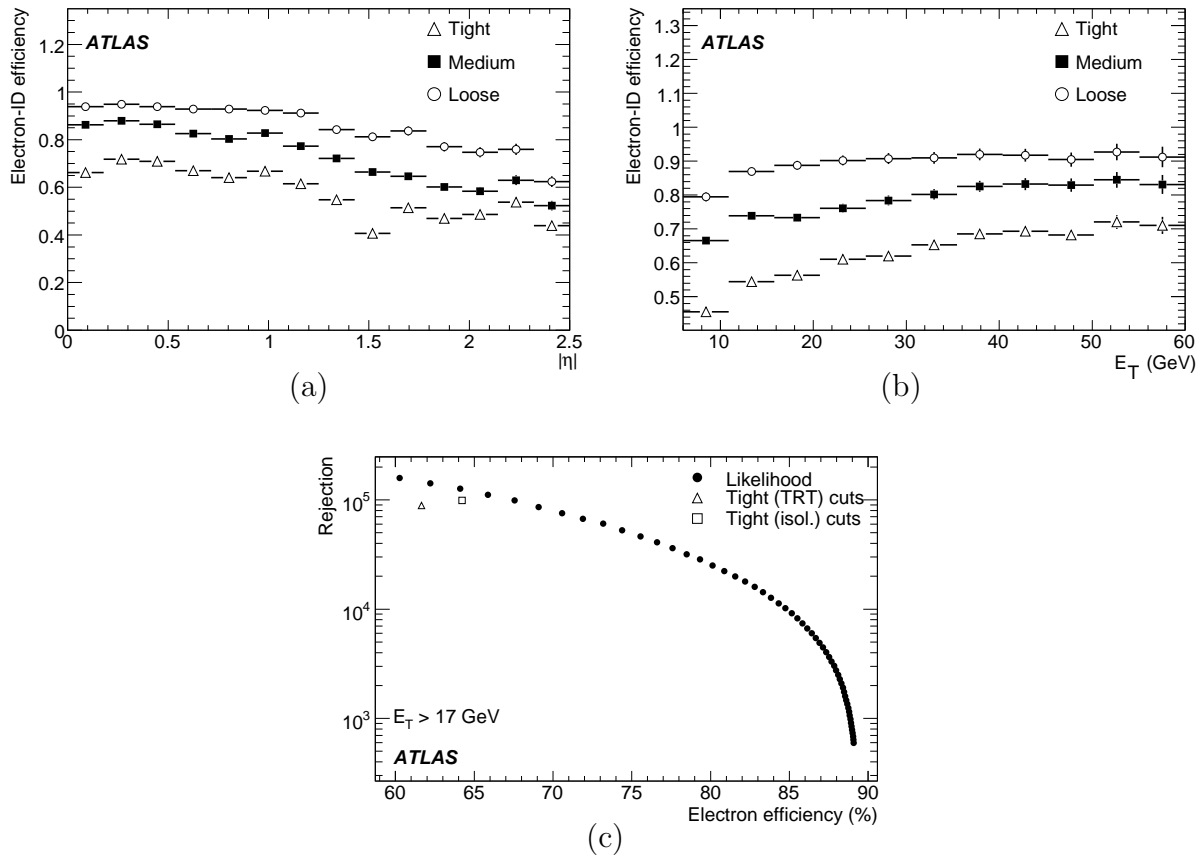 Electron-ID efficiency
ATLAS
Tight
Medium
Loose
1.2
1
0.8
0.6
0.4
0.2
0
0 0.5 1 1.5 2 2.5
|η|
(a)
Electron-ID efficiency
ATLAS
Tight
Medium
Loose
1.3
1.2
1.1
1
0.9
0.8
0.7
0.6
0.5
10 20 30 40 50 60
E_T (GeV)
(b)
Rejection
Likelihood
Tight (TRT) cuts
Tight (isol.) cuts
10^5
10^4
10^3
E_T > 17 GeV
ATLAS
60 65 70 75 80 85 90
Electron efficiency (%)
(c)